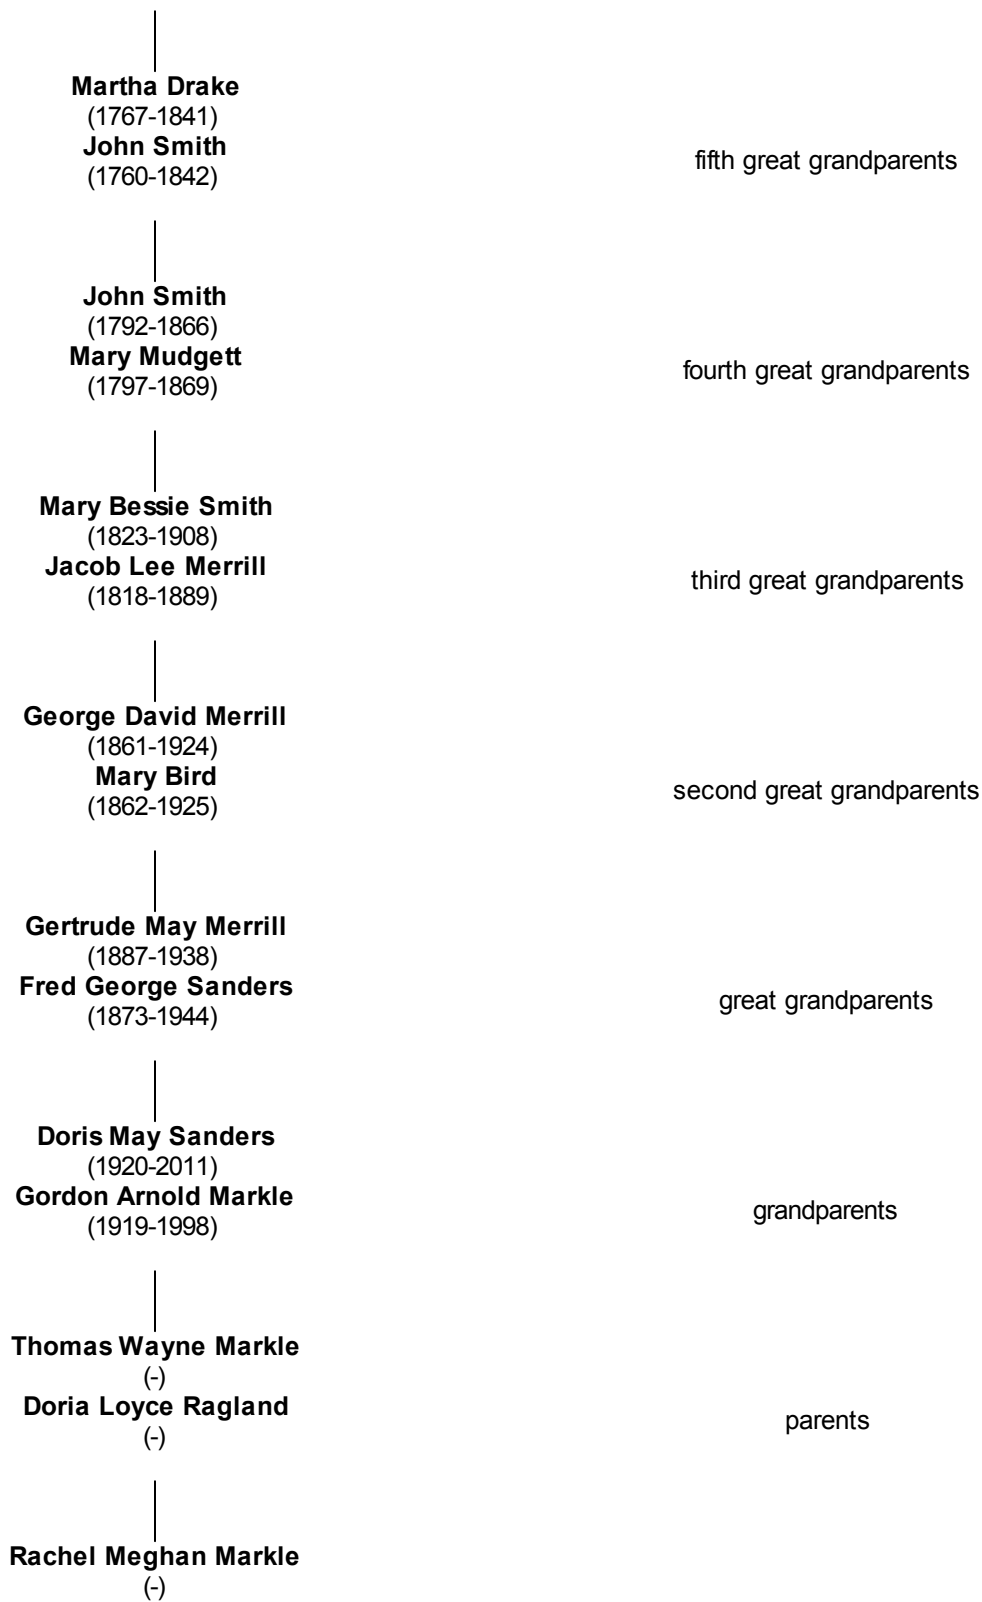 Martha Drake
(1767-1841)
John Smith
(1760-1842)
fifth great grandparents
John Smith
(1792-1866)
Mary Mudgett
(1797-1869)
fourth great grandparents
Mary Bessie Smith
(1823-1908)
Jacob Lee Merrill
(1818-1889)
third great grandparents
George David Merrill
(1861-1924)
Mary Bird
(1862-1925)
second great grandparents
Gertrude May Merrill
(1887-1938)
Fred George Sanders
(1873-1944)
great grandparents
Doris May Sanders
(1920-2011)
Gordon Arnold Markle
(1919-1998)
grandparents
Thomas Wayne Markle
(-)
Doria Loyce Ragland
(-)
parents
Rachel Meghan Markle
(-)